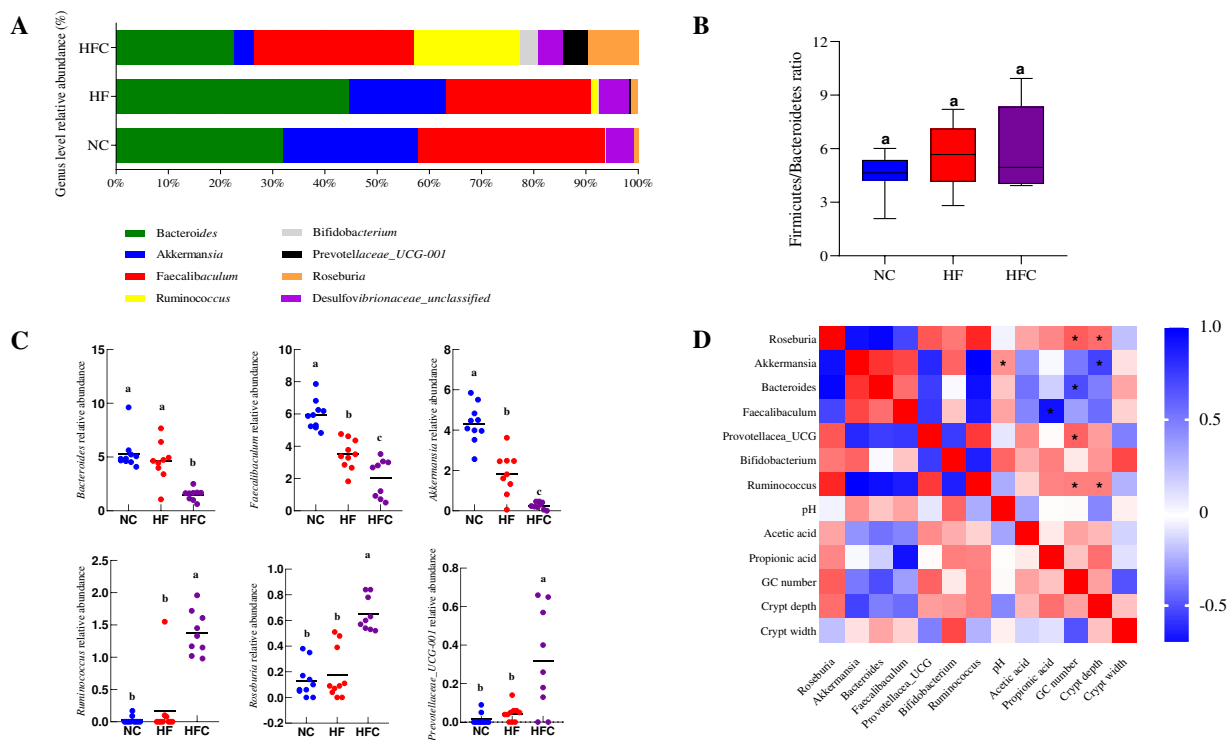 A
Genus level relative abundance (%)
HFC
HF
NC
0% 10% 20% 30% 40% 50% 60% 70% 80% 90% 100%
Bacteroides
Akkermansia
Faecalibaculum
Ruminococcus
Bifidobacterium
Prevotellaceae_UCG-001
Roseburia
Desulfovibrionaceae_unclassified
B
Firmicutes/Bacteroidetes ratio
12
9
6
3
0
a a a
NC HF HFC
C
Bacteroides relative abundance
15
10
5
0
a a b
NC HF HFC
Faecalibaculum relative abundance
10
8
6
4
2
0
a b c
NC HF HFC
Akkermansia relative abundance
8
6
4
2
0
a b c
NC HF HFC
Ruminococcus relative abundance
2.5
2.0
1.5
1.0
0.5
0.0
b b a
NC HF HFC
Roseburia relative abundance
1.0
0.8
0.6
0.4
0.2
0.0
-0.2
b b a
NC HF HFC
Prevotellaceae_UCG-001 relative abundance
0.8
0.6
0.4
0.2
0.0
b b a
NC HF HFC
D
Roseburia * *
Akkermansia * *
Bacteroides *
Faecalibaculum *
Provotellacea_UCG *
Bifidobacterium
Ruminococcus * *
pH
Acetic acid
Propionic acid
GC number
Crypt depth
Crypt width
Roseburia
Akkermansia
Bacteroides
Faecalibaculum
Provotellacea_UCG
Bifidobacterium
Ruminococcus
pH
Acetic acid
Propionic acid
GC number
Crypt depth
Crypt width
1.0
0.5
0
-0.5